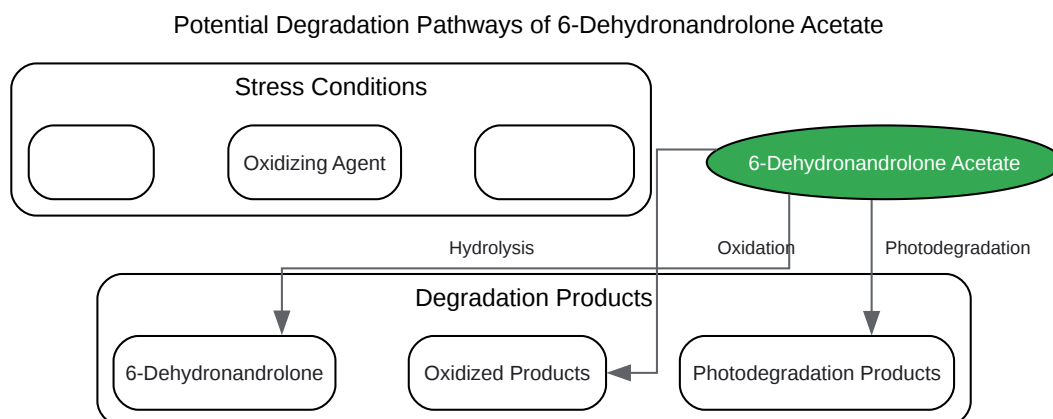 Potential Degradation Pathways of 6-Dehydronandrolone Acetate
Stress Conditions
Oxidizing Agent
6-Dehydronandrolone Acetate
Hydrolysis
Oxidation
Photodegradation
Degradation Products
6-Dehydronandrolone
Oxidized Products
Photodegradation Products